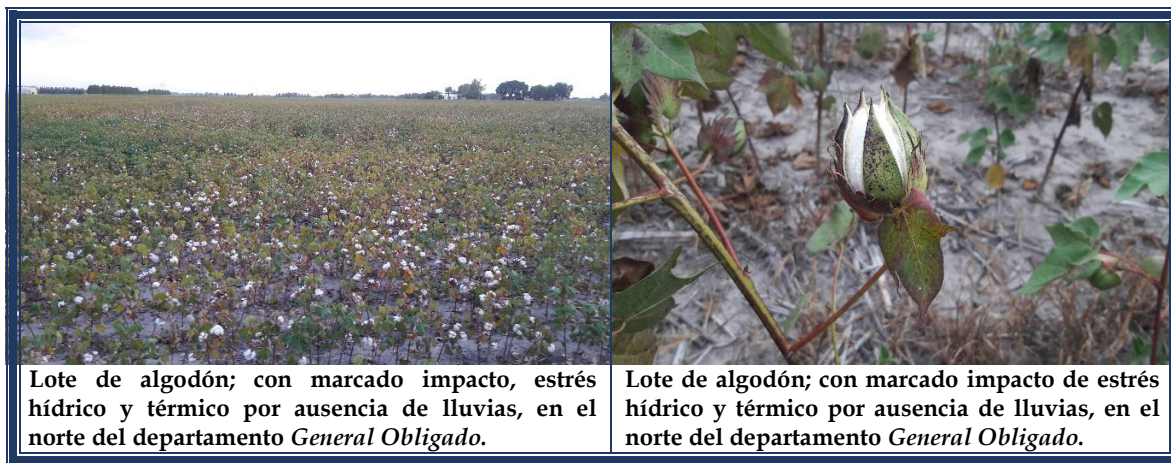 Lote de algodón; con marcado impacto, estrés
hídrico y térmico por ausencia de lluvias, en el
norte del departamento General Obligado.
Lote de algodón; con marcado impacto de estrés
hídrico y térmico por ausencia de lluvias, en el
norte del departamento General Obligado.